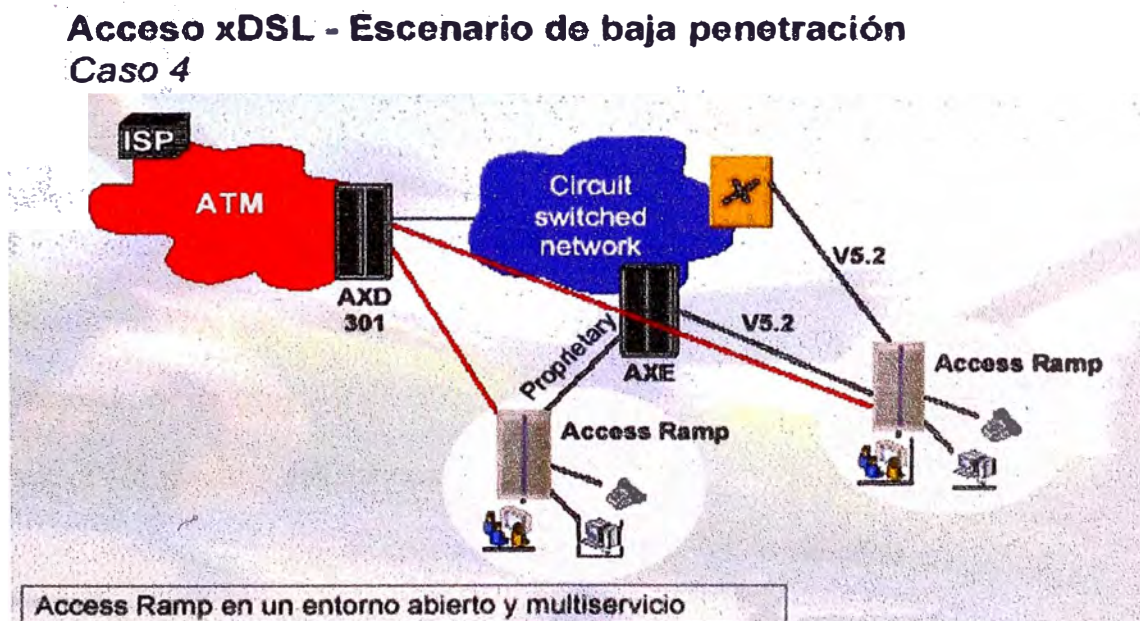 Acceso xDSL - Escenario de baja penetración
Caso 4
ISP
ATM
Circuit
switched
network
V5.2
AXD
301
Proprietary
V5.2
AXE
Access Ramp
Access Ramp
Access Ramp en un entorno abierto y multiservicio